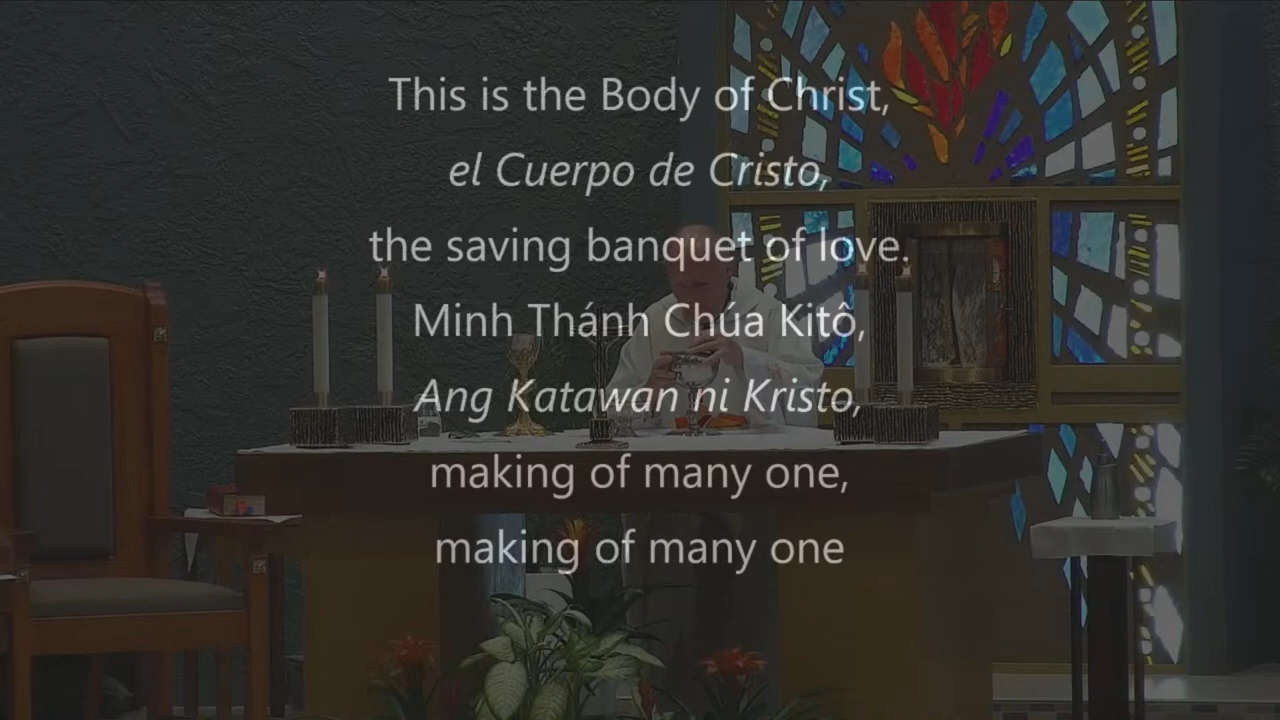 This is the Body of Christ,
el Cuerpo de Cristo,
the saving banquet of love.
Minh Thánh Chúa Kitô,
Ang Katawan ni Kristo,
making of many one,
making of many one